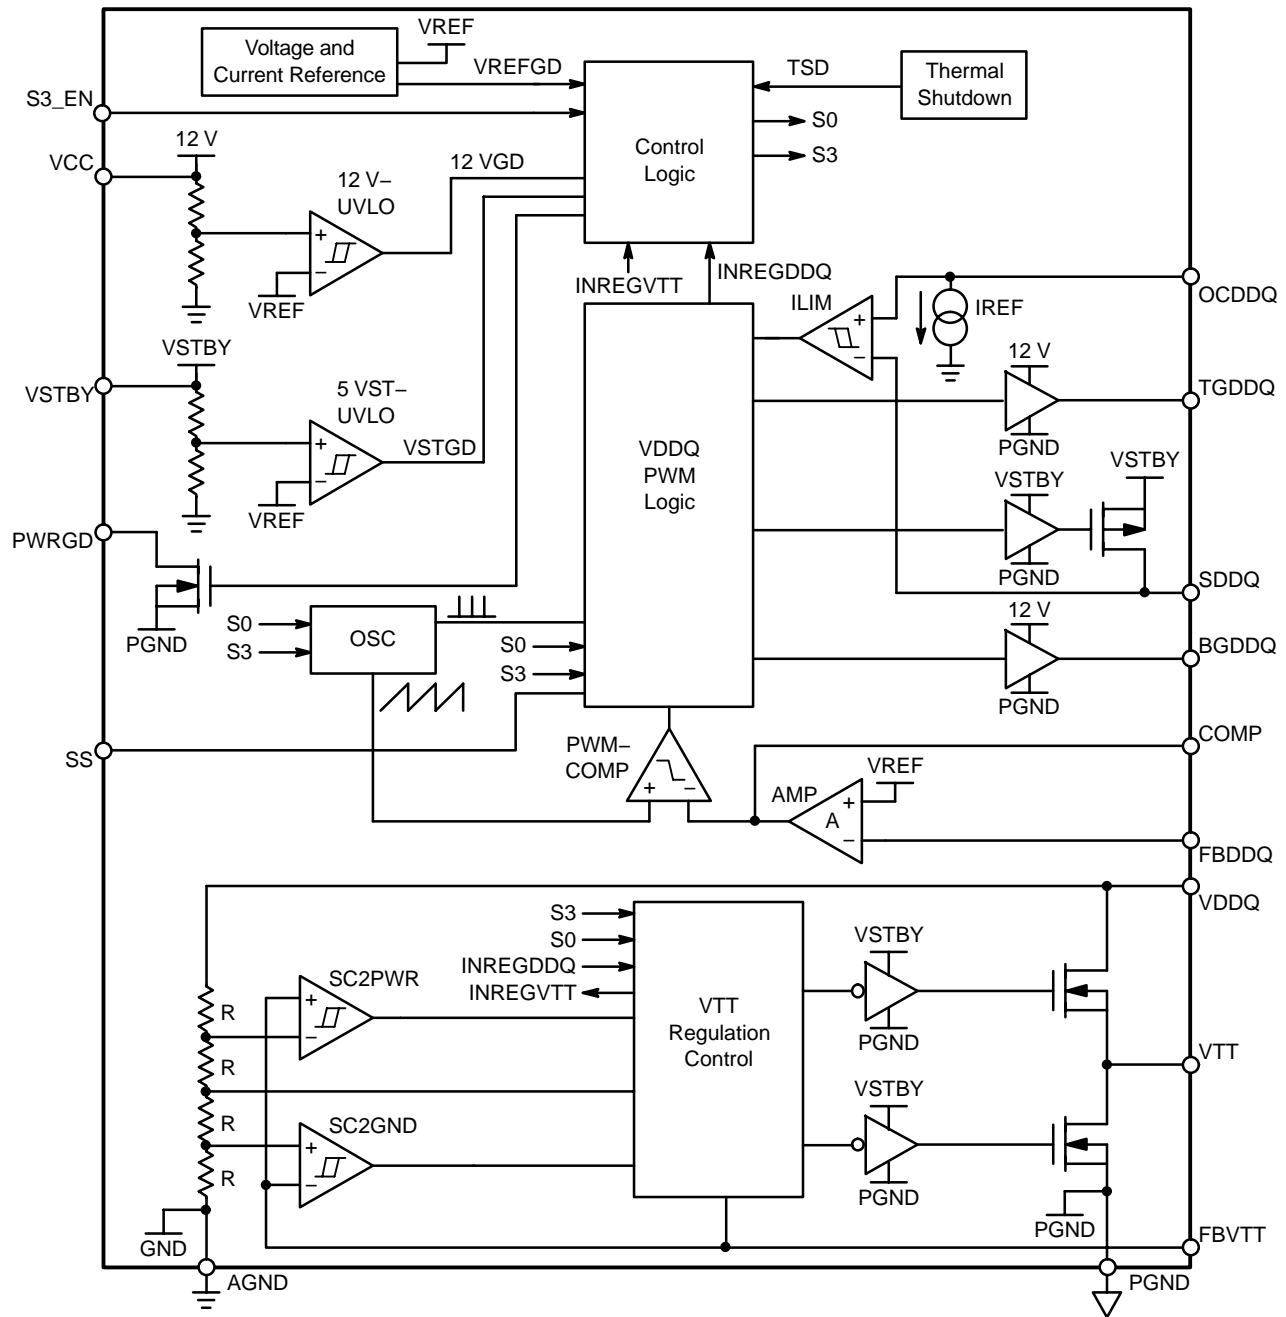 VREF
Voltage and
Current Reference
VREFGD
TSD
Thermal
Shutdown
S3_EN
S0
S3
Control
Logic
12 V
VCC
12 VGD
12 V–
UVLO
+
–
VREF
INREGVTT
INREGDDQ
OCDDQ
ILIM
+
–
IREF
VSTBY
VSTBY
5 VST–
UVLO
+
–
VSTGD
VREF
VDDQ
PWM
Logic
12 V
TGDDQ
PGND
VSTBY
VSTBY
PGND
SDDQ
PWRGD
PGND
S0
S3
OSC
S0
S3
12 V
BGDDQ
PGND
SS
PWM–
COMP
+
–
COMP
VREF
AMP
+
A
–
FBDDQ
VDDQ
S3
S0
INREGDDQ
INREGVTT
VTT
Regulation
Control
SC2PWR
+
–
R
R
R
R
SC2GND
+
–
VSTBY
PGND
VTT
VSTBY
PGND
PGND
FBVTT
GND
AGND
PGND